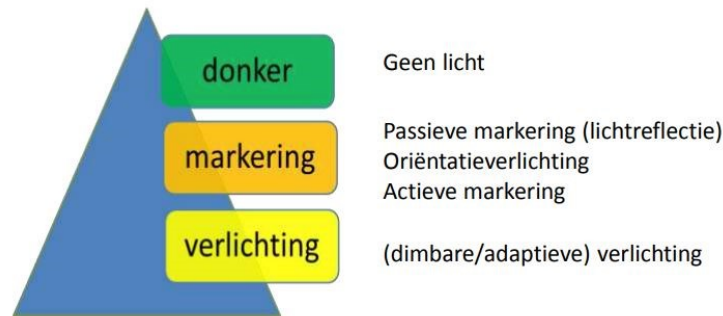 donker
Geen licht
markering
Passieve markering (lichtreflectie)
Oriëntatieverlichting
Actieve markering
verlichting
(dimbare/adaptieve) verlichting